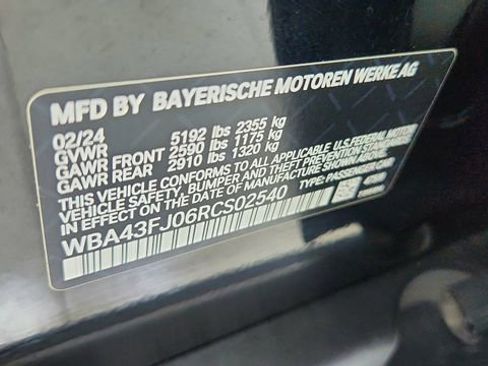 MFD BY BAYERISCHE MOTOREN WERKE AG
02/24
GVWR 5192 lbs 2355 kg
GAWR FRONT 2590 lbs 1175 kg
GAWR REAR 2910 lbs 1320 kg
THIS VEHICLE CONFORMS TO ALL APPLICABLE U.S.FEDERAL MOTOR
VEHICLE SAFETY, BUMPER AND THEFT PREVENTION STANDARDS
IN EFFECT ON THE DATE OF MANUFACTURE SHOWN ABOVE.
WBA43FJ06RCS02540 TYPE: PASSENGER CAR